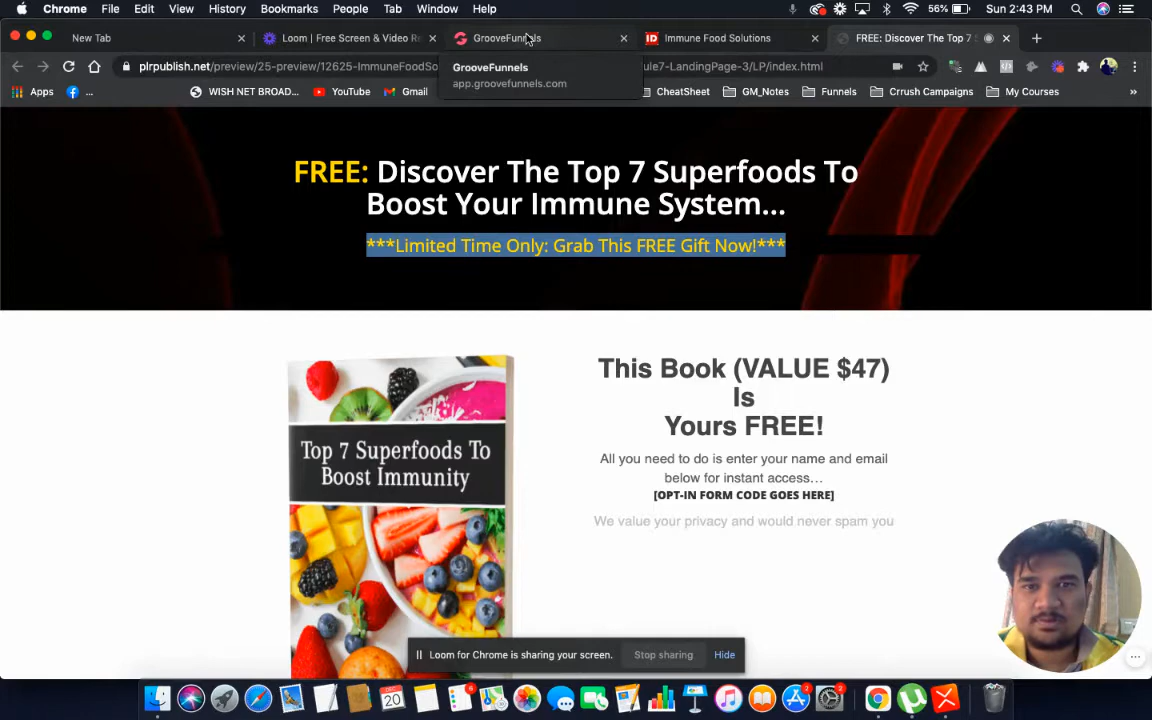 Chrome File Edit View History Bookmarks People Tab Window Help 56% Sun 2:43 PM
New Tab Loom | Free Screen & Video R GrooveFunnels Immune Food Solutions FREE: Discover The Top 7
plrpublish.net/preview/25-preview/12625-ImmuneFoodSo ule7-LandingPage-3/LP/index.html
GrooveFunnels
app.groovefunnels.com
Apps ... WISH NET BROAD... YouTube Gmail CheatSheet GM_Notes Funnels Crrush Campaigns My Courses »
FREE: Discover The Top 7 Superfoods To
Boost Your Immune System...
***Limited Time Only: Grab This FREE Gift Now!***
This Book (VALUE $47)
Is
Yours FREE!
All you need to do is enter your name and email
below for instant access…
[OPT-IN FORM CODE GOES HERE]
We value your privacy and would never spam you
Top 7 Superfoods To
Boost Immunity
Loom for Chrome is sharing your screen. Stop sharing Hide